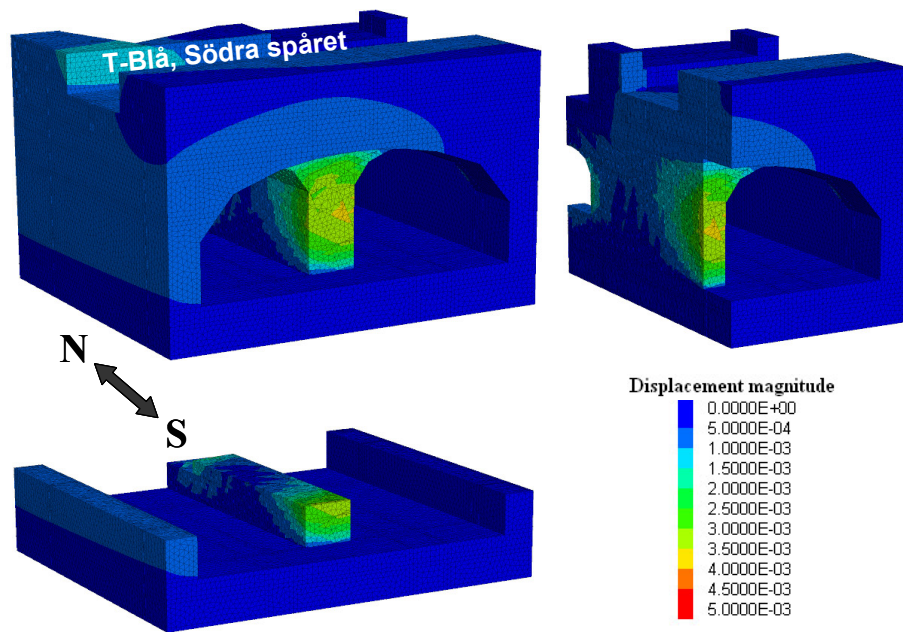 T-Blå, Södra spåret
N
S
Displacement magnitude
0.0000E+00
5.0000E-04
1.0000E-03
1.5000E-03
2.0000E-03
2.5000E-03
3.0000E-03
3.5000E-03
4.0000E-03
4.5000E-03
5.0000E-03